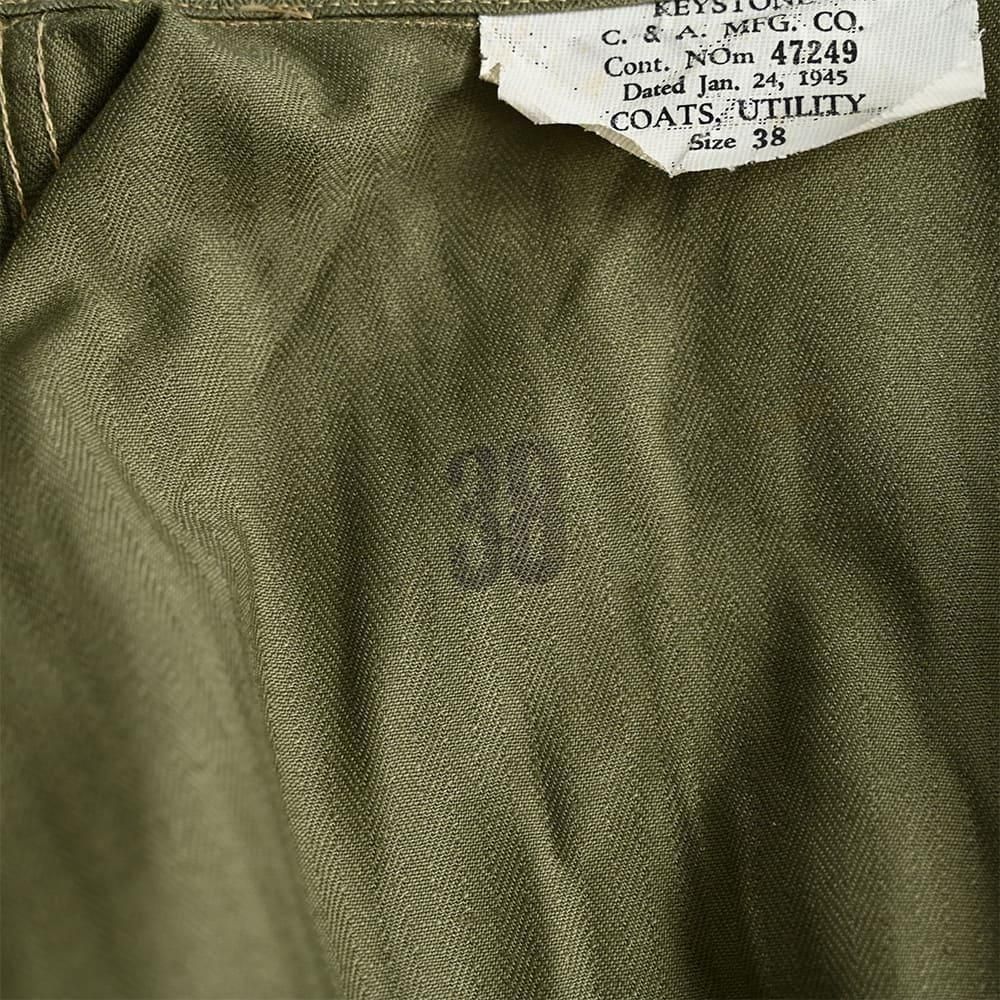 KEYSTONE
C. & A. MFG. CO.
Cont. NOm 47249
Dated Jan. 24, 1945
COATS, UTILITY
Size 38
38